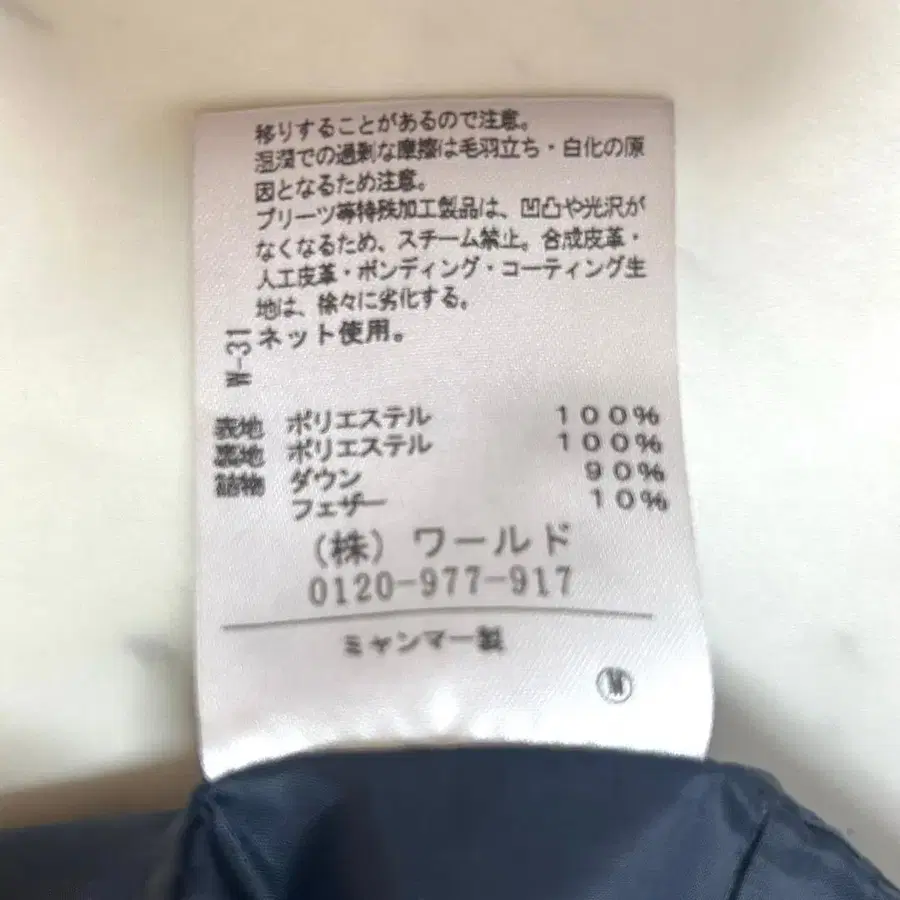 移りすることがあるので注意。
湿潤での過剰な摩擦は毛羽立ち・白化の原
因となるため注意。
プリーツ等特殊加工製品は、凹凸や光沢が
なくなるため、スチーム禁止。合成皮革・
人工皮革・ボンディング・コーティング生
地は、徐々に劣化する。
ネット使用。
W-31
表地 ポリエステル 100%
裏地 ポリエステル 100%
詰物 ダウン 90%
フェザー 10%
(株)ワールド
0120-977-917
ミャンマー製
M